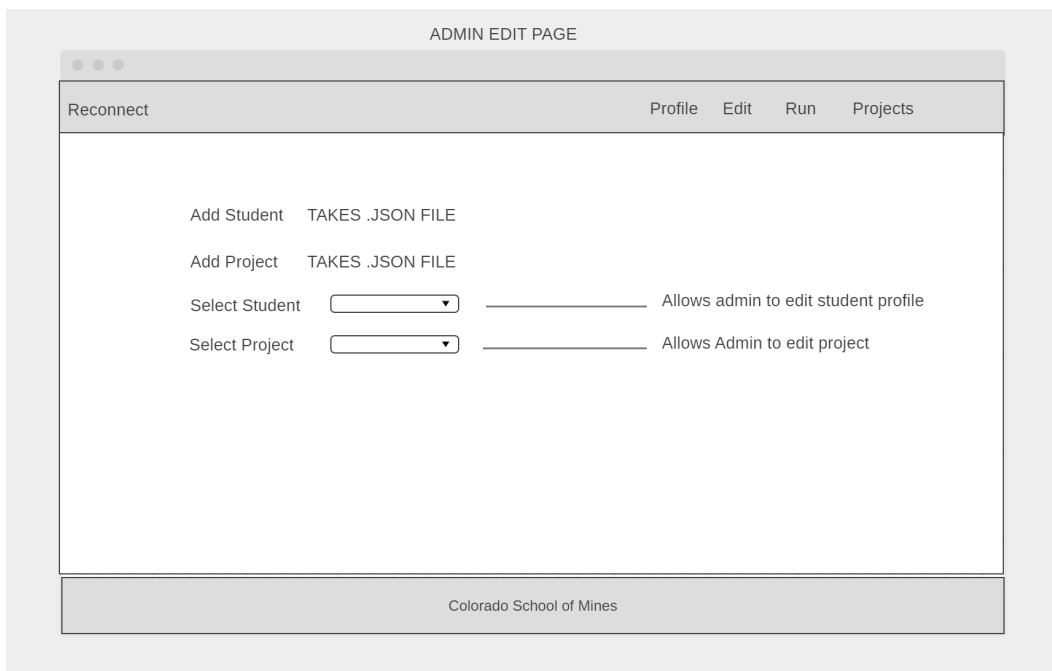 ADMIN EDIT PAGE
Reconnect Profile Edit Run Projects
Add Student TAKES .JSON FILE
Add Project TAKES .JSON FILE
Select Student Allows admin to edit student profile
Select Project Allows Admin to edit project
Colorado School of Mines